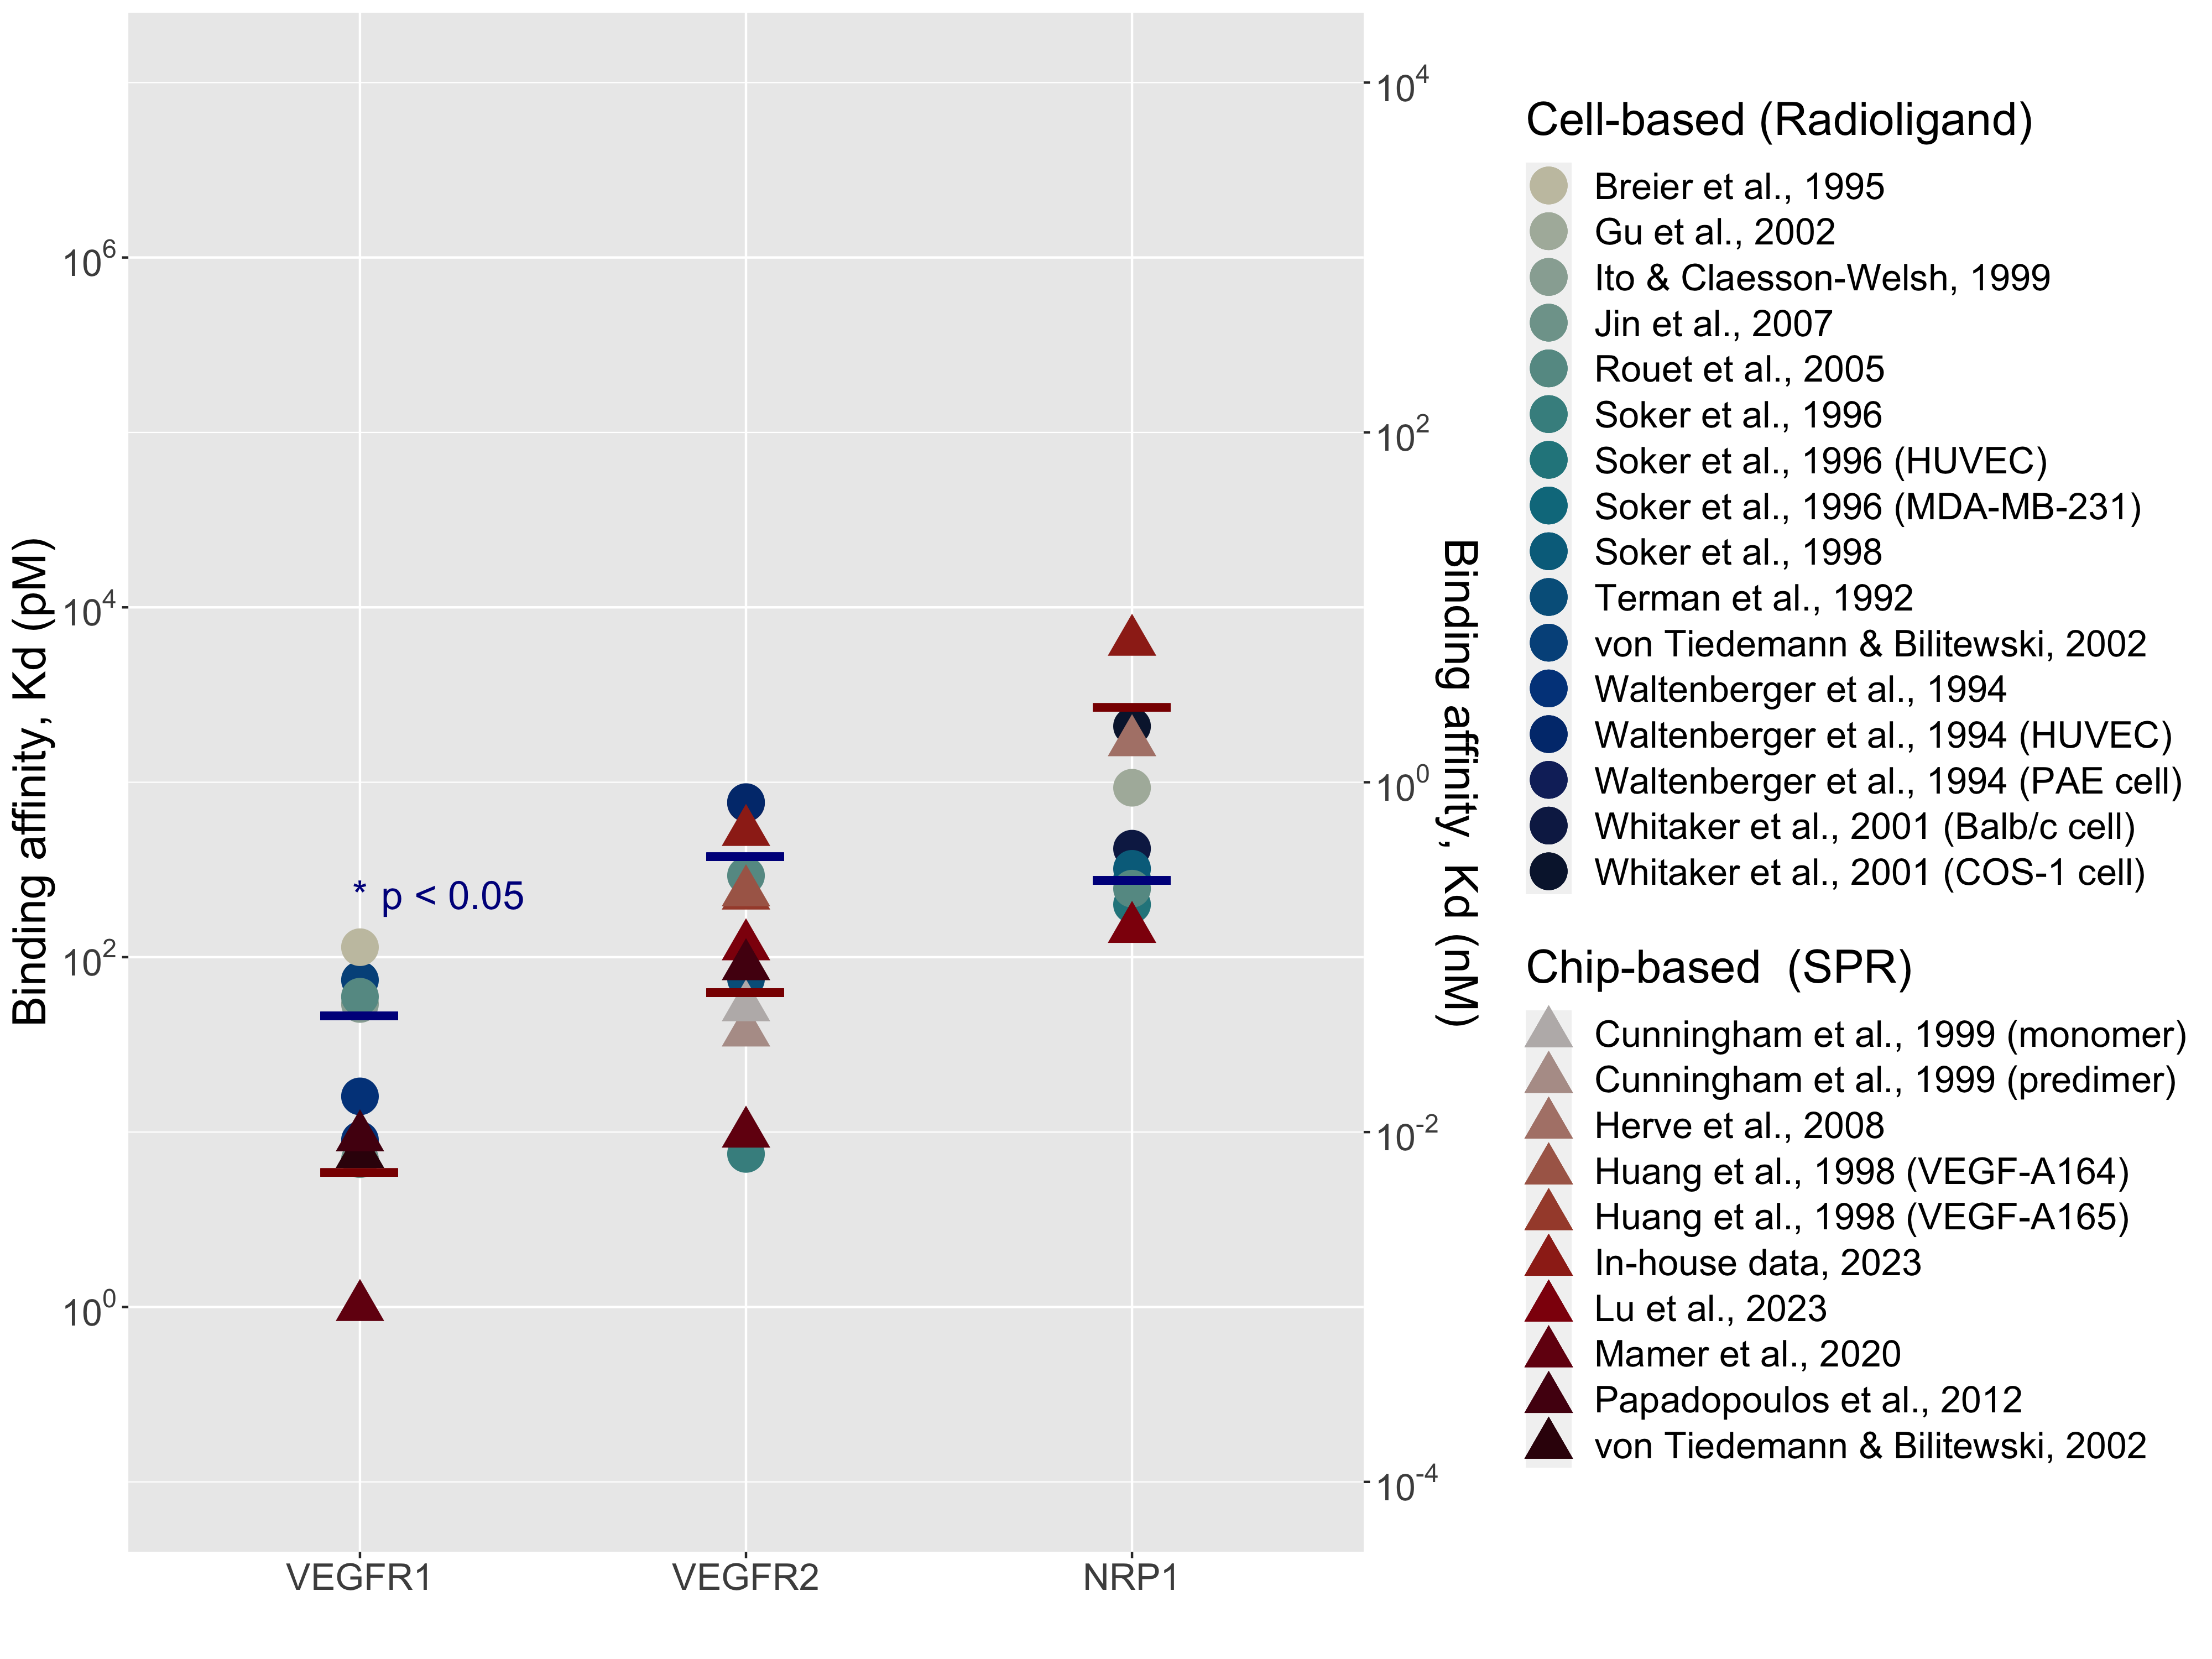 Binding affinity, Kd (pM)
10^6
10^4
10^2
10^0
* p < 0.05
VEGFR1
VEGFR2
NRP1
10^4
10^2
10^0
10^-2
10^-4
Binding affinity, Kd (nM)
Cell-based (Radioligand)
Breier et al., 1995
Gu et al., 2002
Ito & Claesson-Welsh, 1999
Jin et al., 2007
Rouet et al., 2005
Soker et al., 1996
Soker et al., 1996 (HUVEC)
Soker et al., 1996 (MDA-MB-231)
Soker et al., 1998
Terman et al., 1992
von Tiedemann & Bilitewski, 2002
Waltenberger et al., 1994
Waltenberger et al., 1994 (HUVEC)
Waltenberger et al., 1994 (PAE cell)
Whitaker et al., 2001 (Balb/c cell)
Whitaker et al., 2001 (COS-1 cell)
Chip-based (SPR)
Cunningham et al., 1999 (monomer)
Cunningham et al., 1999 (predimer)
Herve et al., 2008
Huang et al., 1998 (VEGF-A164)
Huang et al., 1998 (VEGF-A165)
In-house data, 2023
Lu et al., 2023
Mamer et al., 2020
Papadopoulos et al., 2012
von Tiedemann & Bilitewski, 2002